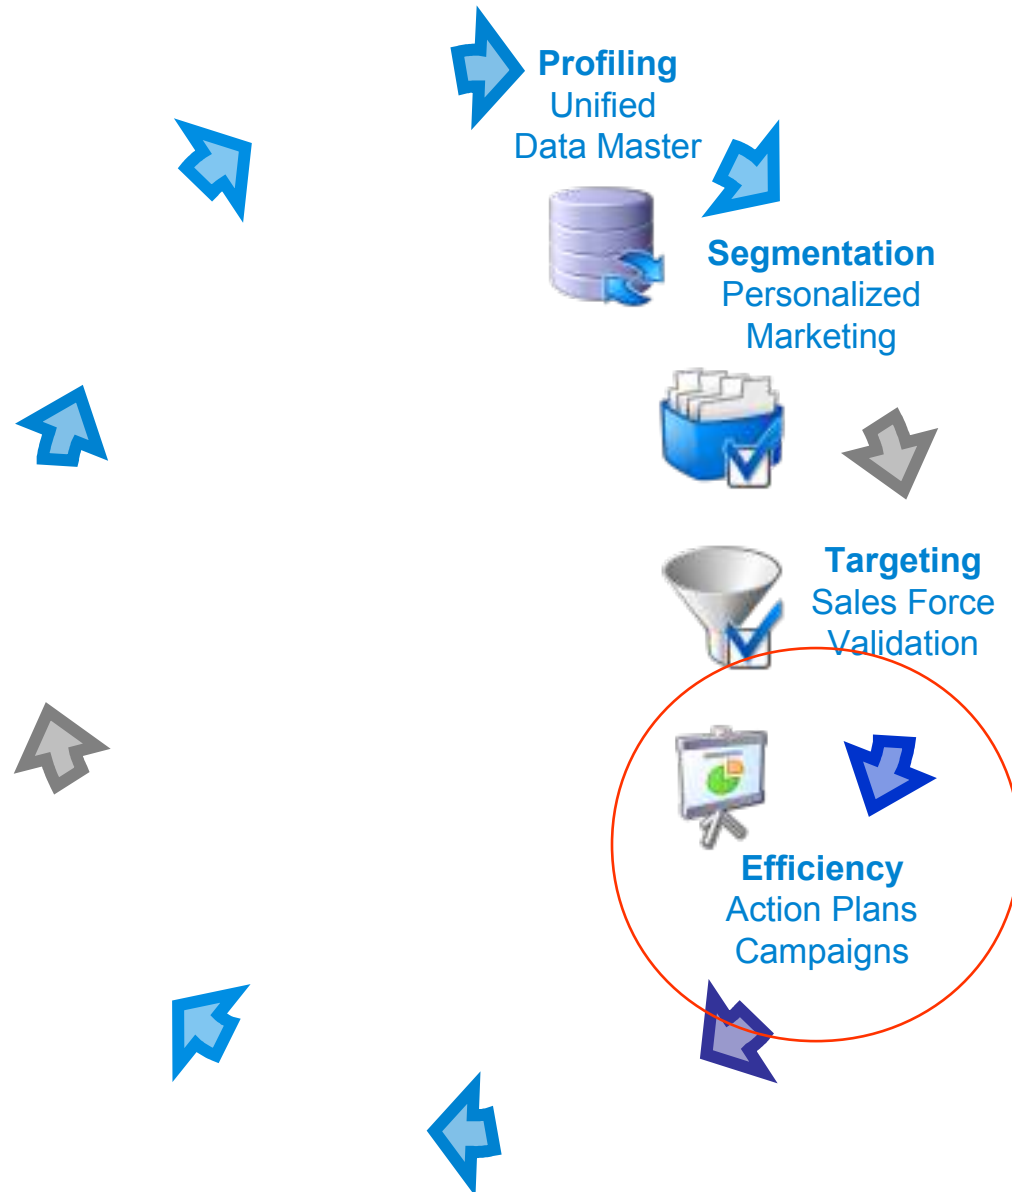 Profiling
Unified
Data Master
Segmentation
Personalized
Marketing
Targeting
Sales Force
Validation
Efficiency
Action Plans
Campaigns